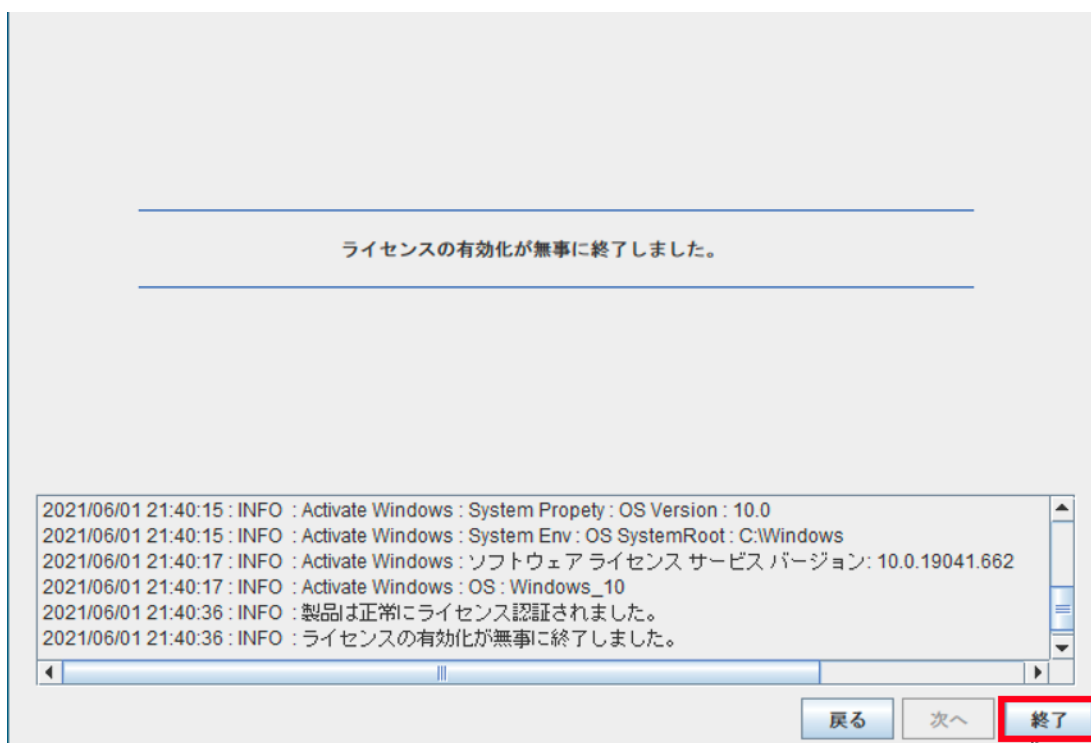 ライセンスの有効化が無事に終了しました。
2021/06/01 21:40:15 : INFO : Activate Windows : System Propety : OS Version : 10.0
2021/06/01 21:40:15 : INFO : Activate Windows : System Env : OS SystemRoot : C:\Windows
2021/06/01 21:40:17 : INFO : Activate Windows : ソフトウェア ライセンス サービス バージョン: 10.0.19041.662
2021/06/01 21:40:17 : INFO : Activate Windows : OS : Windows_10
2021/06/01 21:40:36 : INFO : 製品は正常にライセンス認証されました。
2021/06/01 21:40:36 : INFO : ライセンスの有効化が無事に終了しました。
戻る 次へ 終了